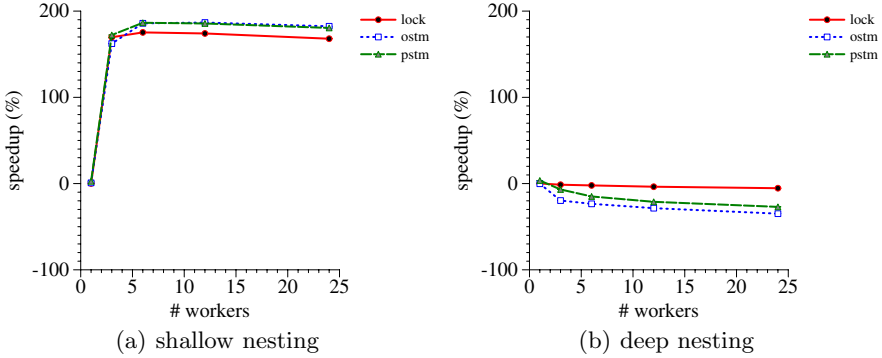 200
100
0
-100
speedup (%)
0 5 10 15 20 25
# workers
lock
ostm
pstm
(a) shallow nesting
200
100
0
-100
speedup (%)
0 5 10 15 20 25
# workers
lock
ostm
pstm
(b) deep nesting